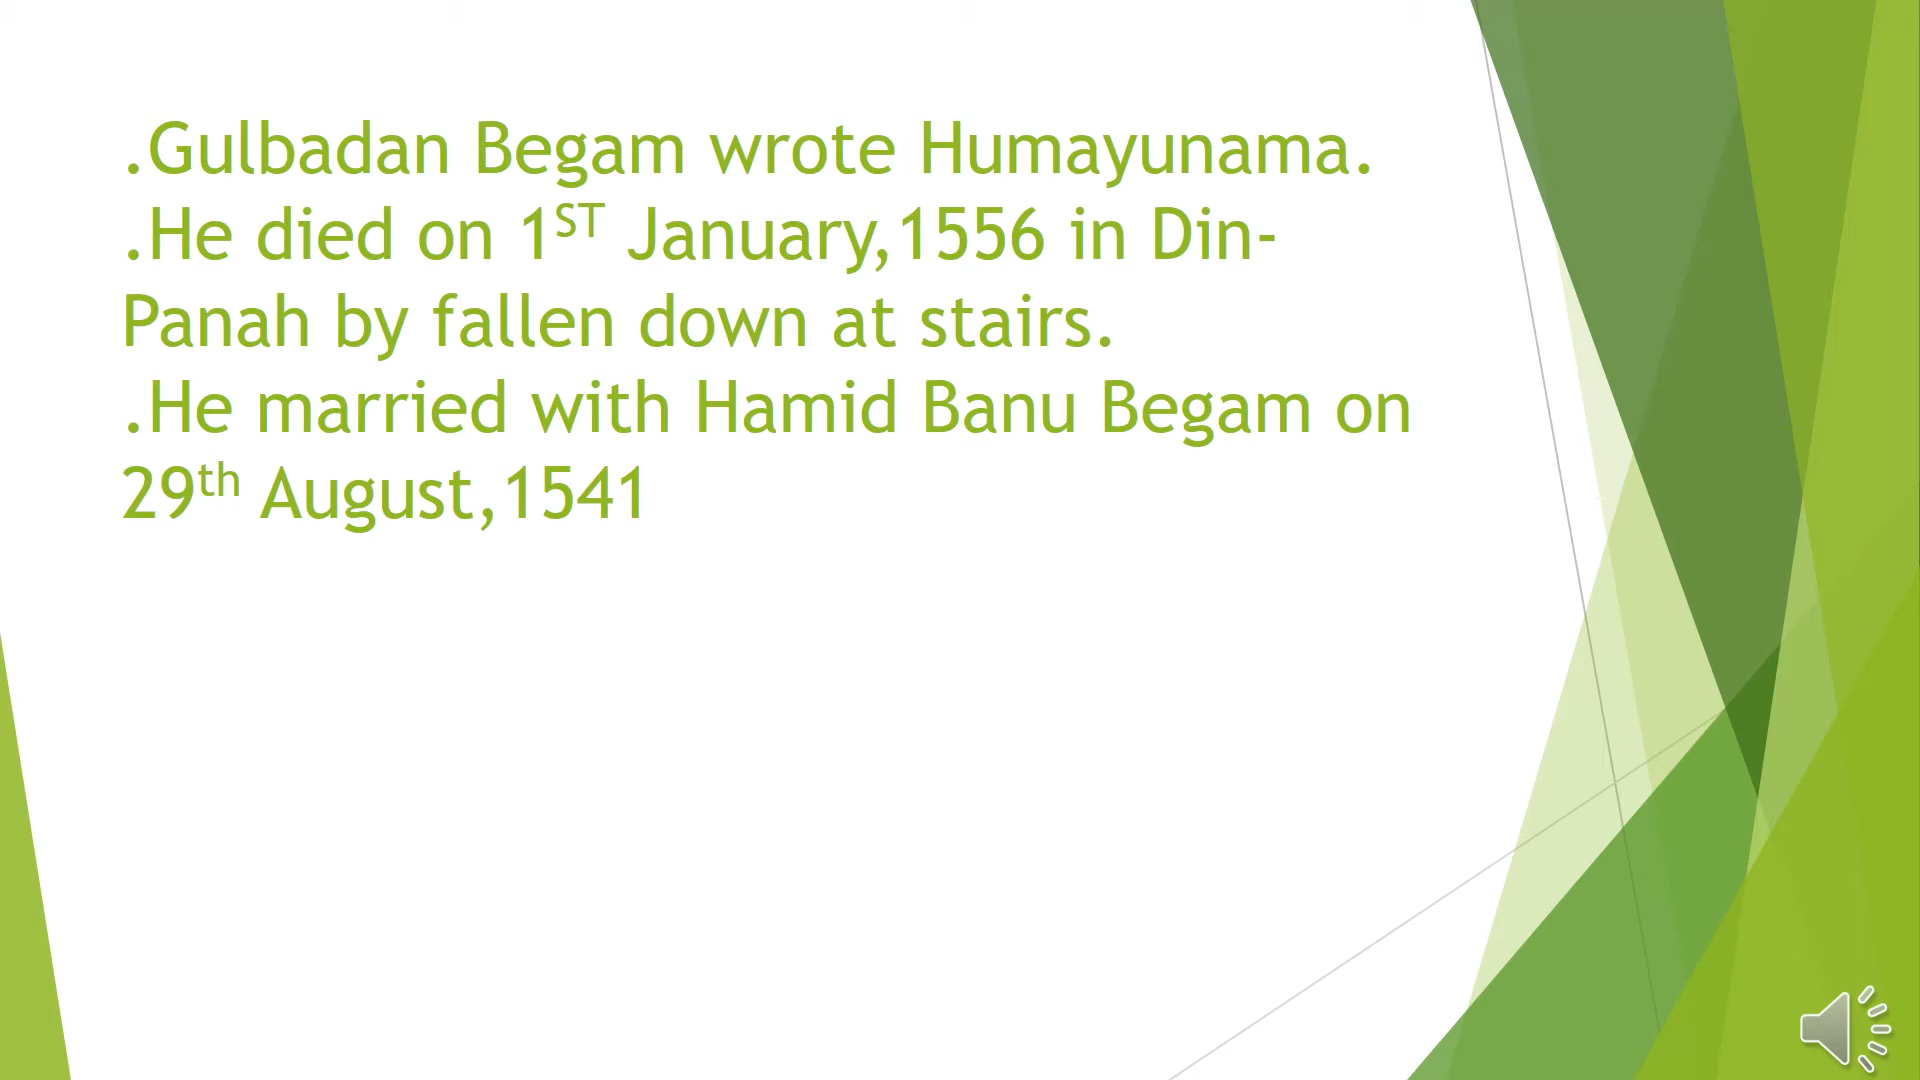 .Gulbadan Begam wrote Humayunama.
.He died on 1ST January,1556 in Din-
Panah by fallen down at stairs.
.He married with Hamid Banu Begam on
29th August,1541